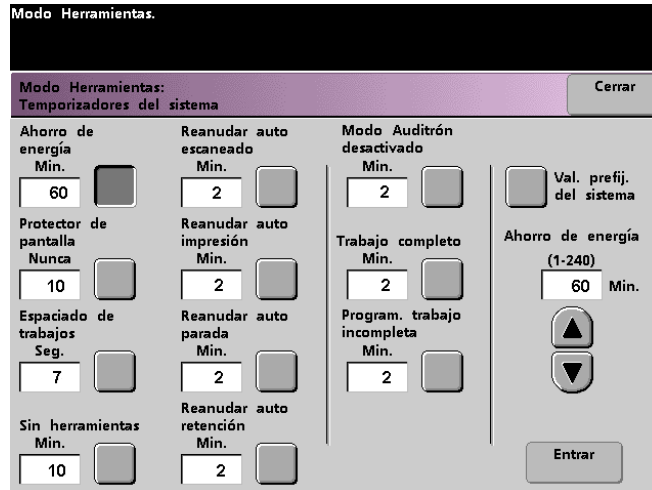 Modo Herramientas.
Modo Herramientas:
Temporizadores del sistema
Cerrar
Ahorro de
energía
Min.
60
Protector de
pantalla
Nunca
10
Espaciado de
trabajos
Seg.
7
Sin herramientas
Min.
10
Reanudar auto
escaneado
Min.
2
Reanudar auto
impresión
Min.
2
Reanudar auto
parada
Min.
2
Reanudar auto
retención
Min.
2
Modo Auditrón
desactivado
Min.
2
Trabajo completo
Min.
2
Program. trabajo
incompleta
Min.
2
Val. prefij.
del sistema
Ahorro de energía
(1-240)
60 Min.
Entrar